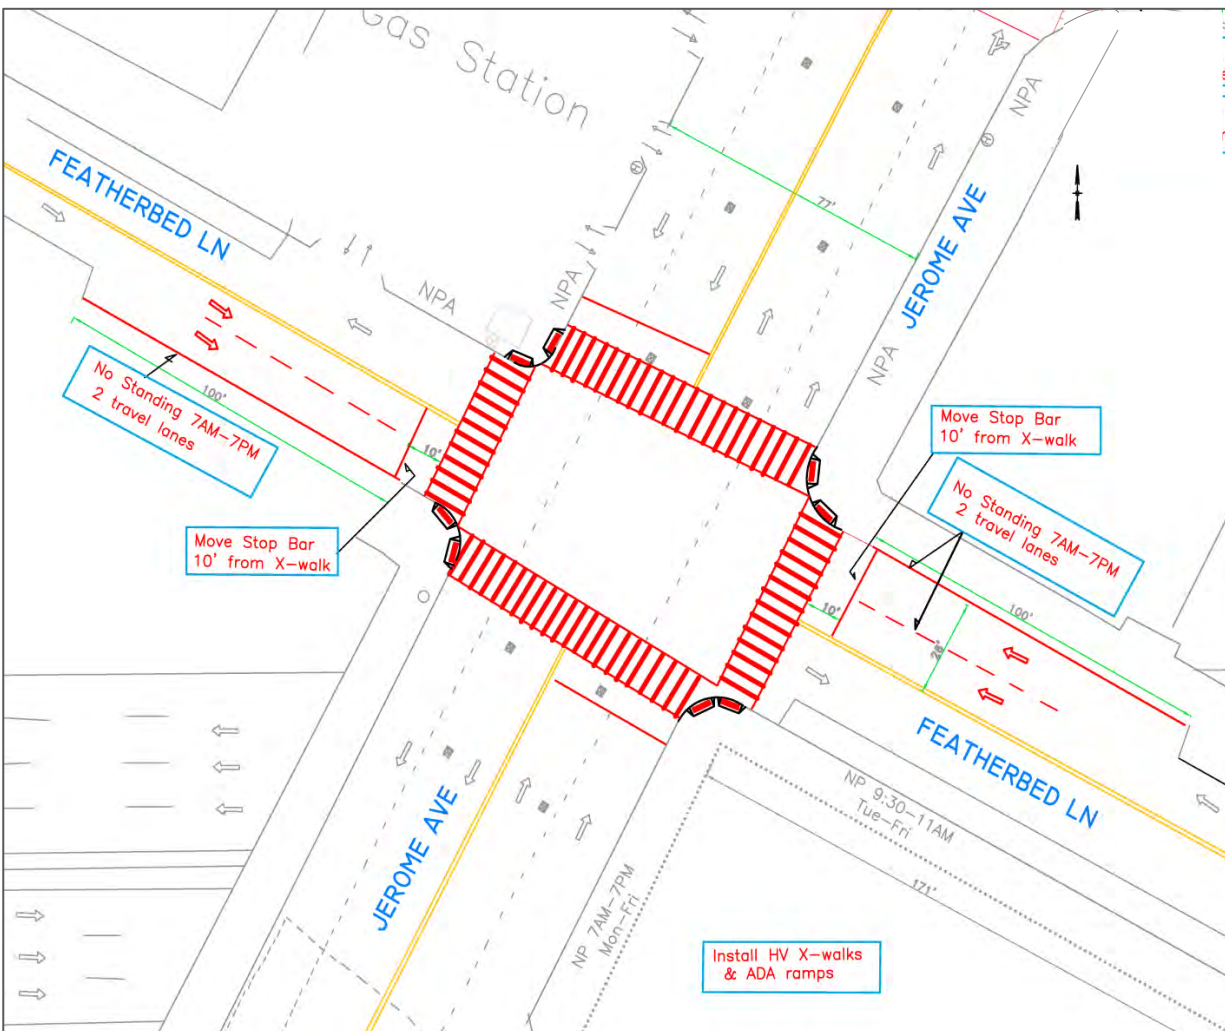 Gas Station
FEATHERBED LN
NPA
NPA
77'
JEROME AVE
NPA
NPA
No Standing 7AM-7PM
2 travel lanes
100'
10'
Move Stop Bar
10' from X-walk
Move Stop Bar
10' from X-walk
No Standing 7AM-7PM
2 travel lanes
100'
10'
26'
FEATHERBED LN
NP 9:30-11AM
Tue-Fri
171'
JEROME AVE
NP 7AM-7PM
Mon-Fri
Install HV X-walks
& ADA ramps